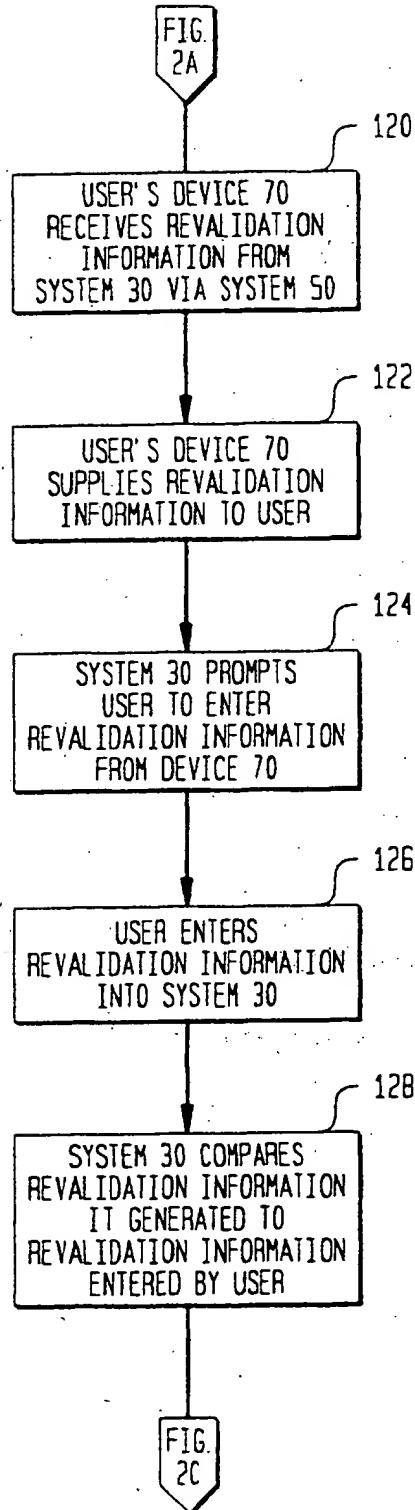 FIG.
2A
120
USER'S DEVICE 70
RECEIVES REVALIDATION
INFORMATION FROM
SYSTEM 30 VIA SYSTEM 50
122
USER'S DEVICE 70
SUPPLIES REVALIDATION
INFORMATION TO USER
124
SYSTEM 30 PROMPTS
USER TO ENTER
REVALIDATION INFORMATION
FROM DEVICE 70
126
USER ENTERS
REVALIDATION INFORMATION
INTO SYSTEM 30
128
SYSTEM 30 COMPARES
REVALIDATION INFORMATION
IT GENERATED TO
REVALIDATION INFORMATION
ENTERED BY USER
FIG.
2C